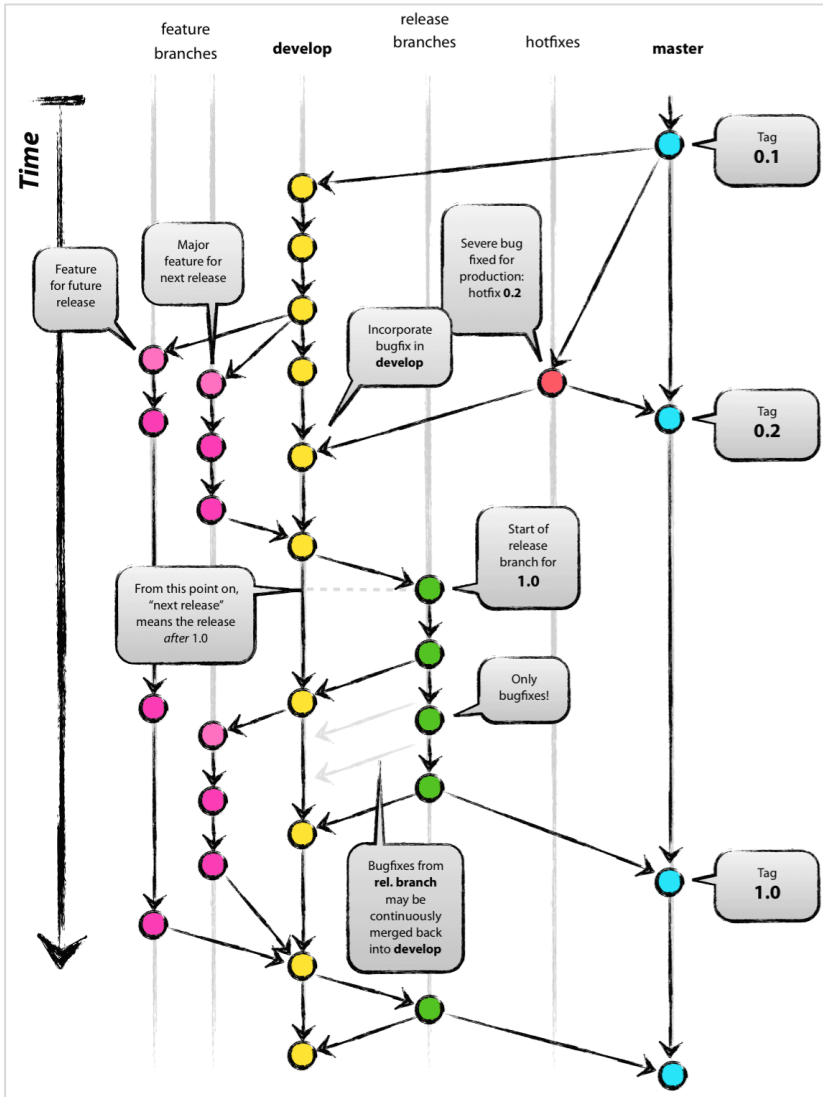 feature
branches
develop
release
branches
hotfixes
master
Time
Tag
0.1
Major
feature for
next release
Severe bug
fixed for
production:
hotfix 0.2
Feature
for future
release
Incorporate
bugfix in
develop
Tag
0.2
Start of
release
branch for
1.0
From this point on,
“next release”
means the release
after 1.0
Only
bugfixes!
Bugfixes from
rel. branch
may be
continuously
merged back
into develop
Tag
1.0